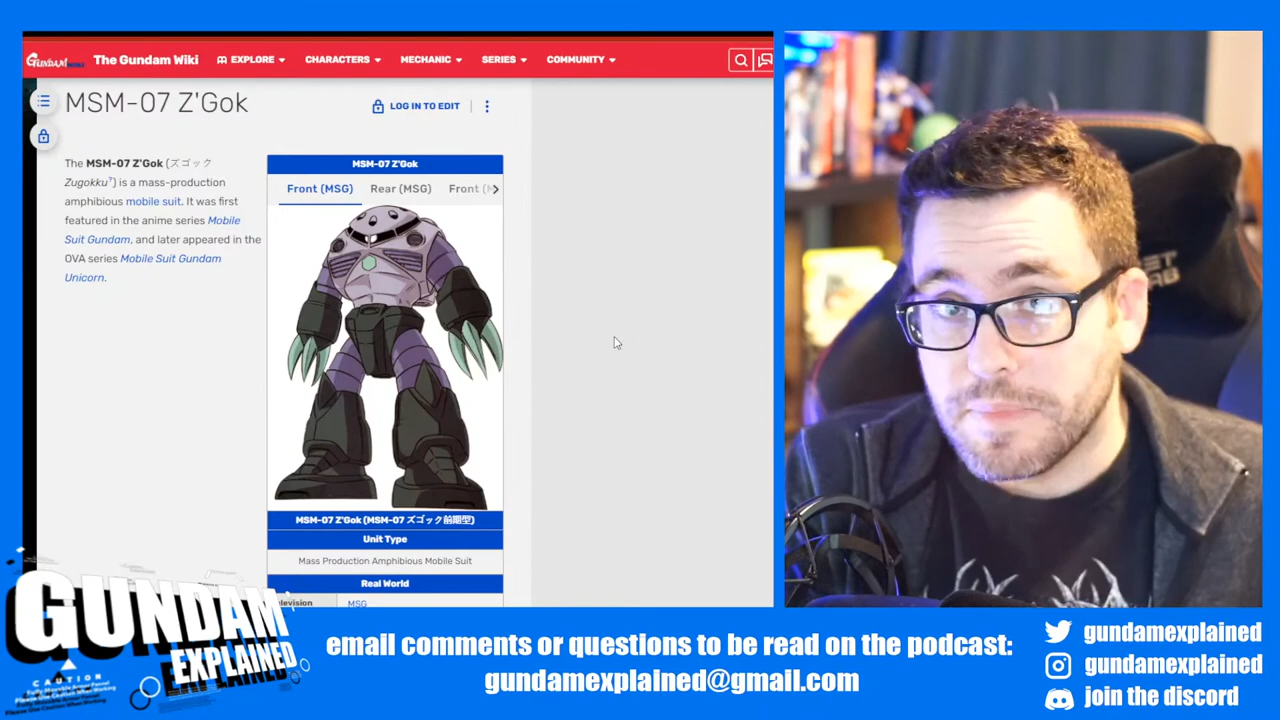 GUNDAM
The Gundam Wiki
EXPLORE
CHARACTERS
MECHANIC
SERIES
COMMUNITY
MSM-07 Z'Gok
LOG IN TO EDIT
The MSM-07 Z'Gok (ズゴック
Zugokku?) is a mass-production
amphibious mobile suit. It was first
featured in the anime series Mobile
Suit Gundam, and later appeared in the
OVA series Mobile Suit Gundam
Unicorn.
MSM-07 Z'Gok
Front (MSG)
Rear (MSG)
MSM-07 Z'Gok (MSM-07 ズゴック前期型)
Unit Type
Mass Production Amphibious Mobile Suit
Real World
MSG
GUNDAM
EXPLAINED
CAUTION
email comments or questions to be read on the podcast:
gundamexplained@gmail.com
gundamexplained
gundamexplained
join the discord